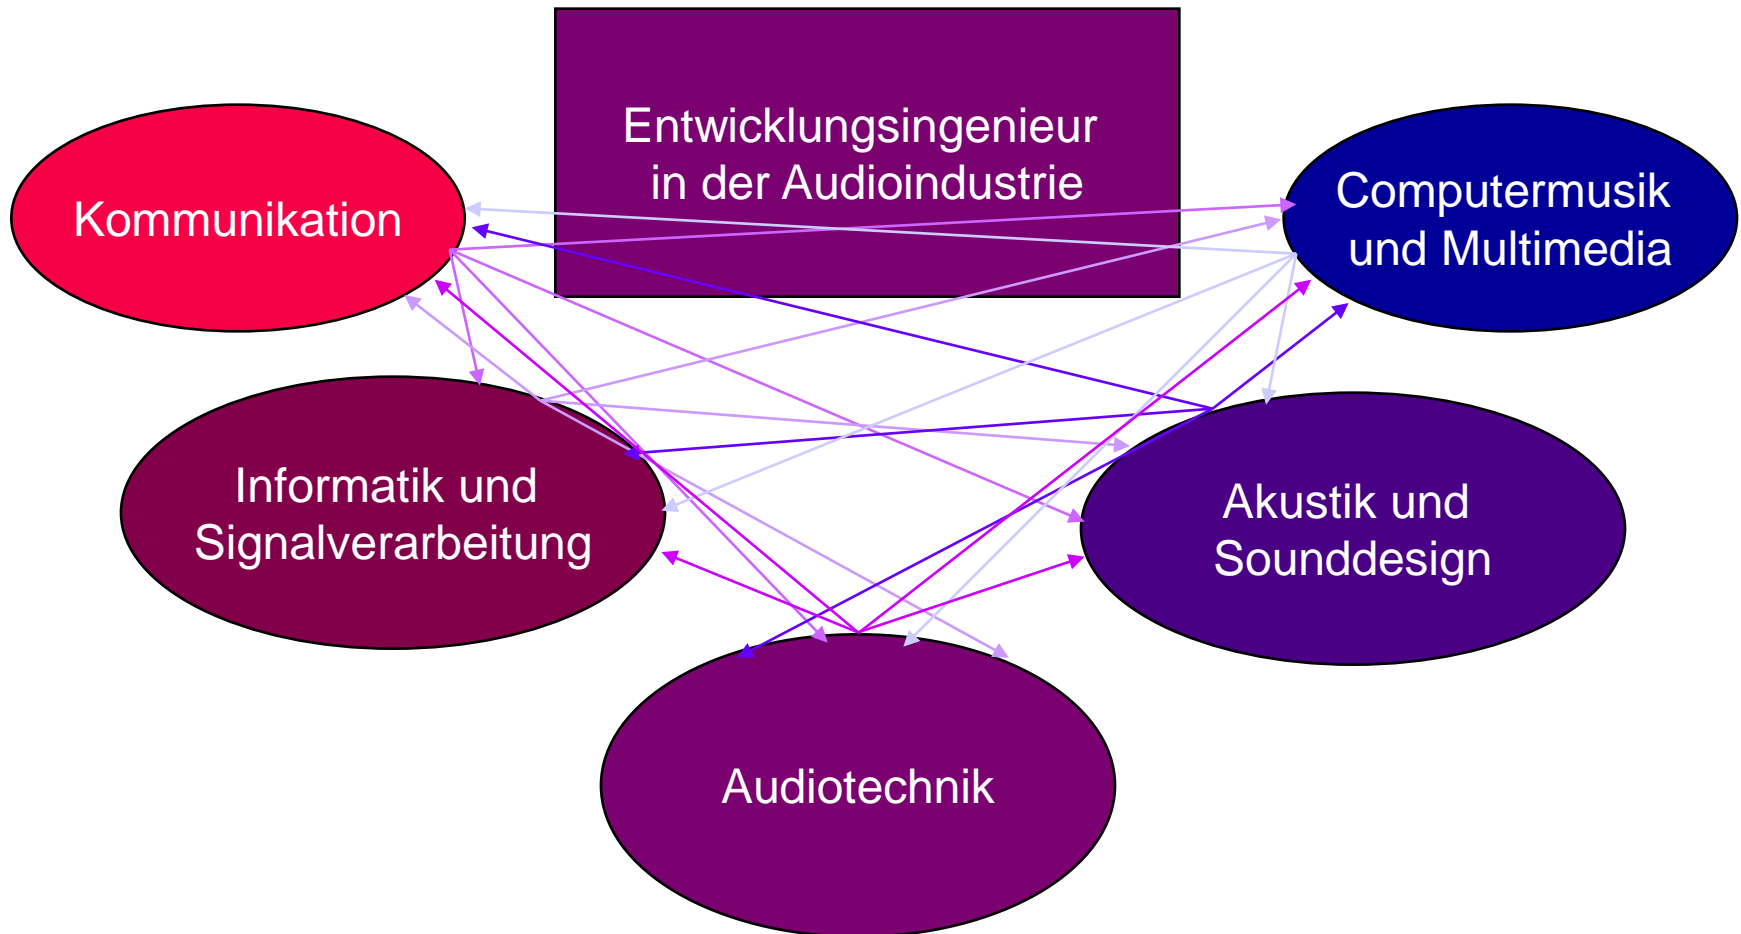 Entwicklungsingenieur
in der Audioindustrie
Kommunikation
Computermusik
und Multimedia
Informatik und
Signalverarbeitung
Akustik und
Sounddesign
Audiotechnik